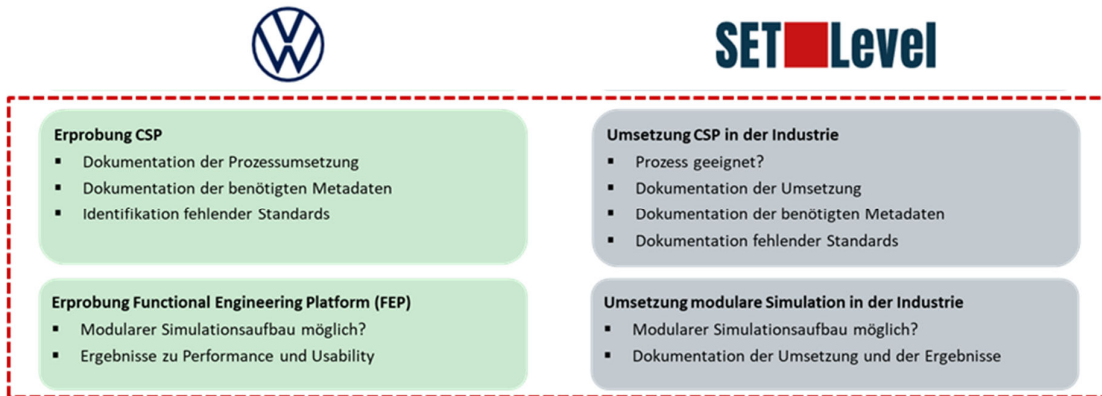 SET Level
Erprobung CSP
▪ Dokumentation der Prozessumsetzung
▪ Dokumentation der benötigten Metadaten
▪ Identifikation fehlender Standards
Umsetzung CSP in der Industrie
▪ Prozess geeignet?
▪ Dokumentation der Umsetzung
▪ Dokumentation der benötigten Metadaten
▪ Dokumentation fehlender Standards
Erprobung Functional Engineering Platform (FEP)
▪ Modularer Simulationsaufbau möglich?
▪ Ergebnisse zu Performance und Usability
Umsetzung modulare Simulation in der Industrie
▪ Modularer Simulationsaufbau möglich?
▪ Dokumentation der Umsetzung und der Ergebnisse